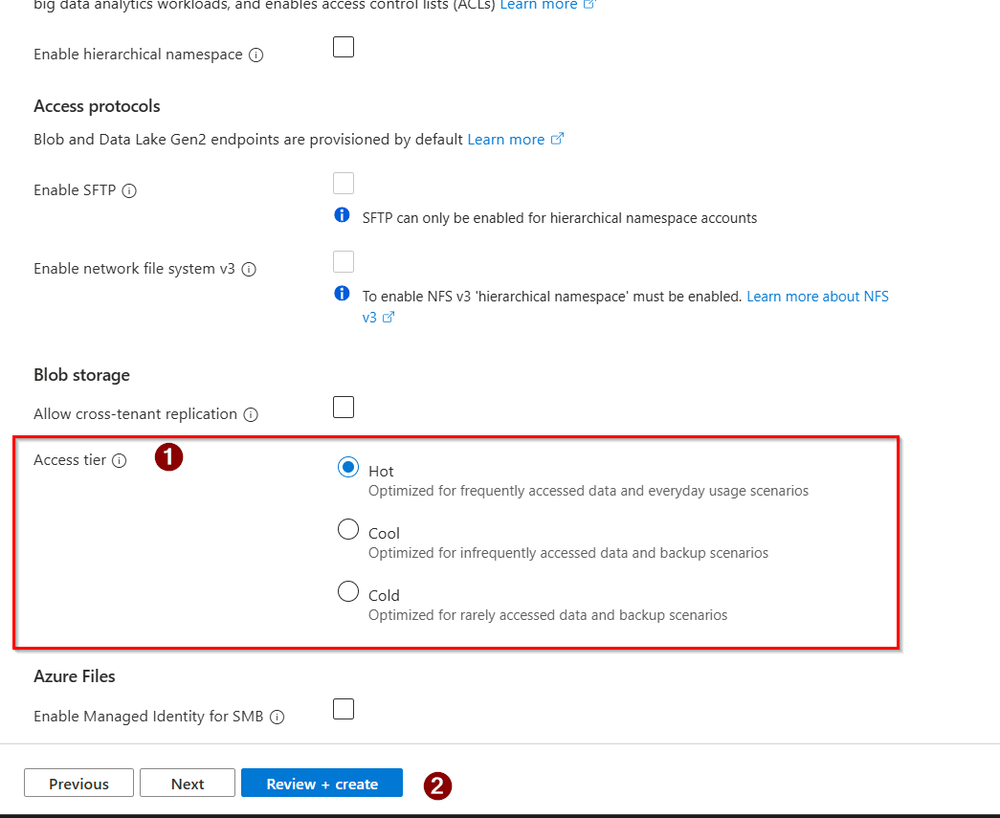 big data analytics workloads, and enables access control lists (ACLs) Learn more
Enable hierarchical namespace
Access protocols
Blob and Data Lake Gen2 endpoints are provisioned by default Learn more
Enable SFTP
SFTP can only be enabled for hierarchical namespace accounts
Enable network file system v3
To enable NFS v3 'hierarchical namespace' must be enabled. Learn more about NFS
v3
Blob storage
Allow cross-tenant replication
Access tier 1
Hot
Optimized for frequently accessed data and everyday usage scenarios
Cool
Optimized for infrequently accessed data and backup scenarios
Cold
Optimized for rarely accessed data and backup scenarios
Azure Files
Enable Managed Identity for SMB
Previous Next Review + create 2